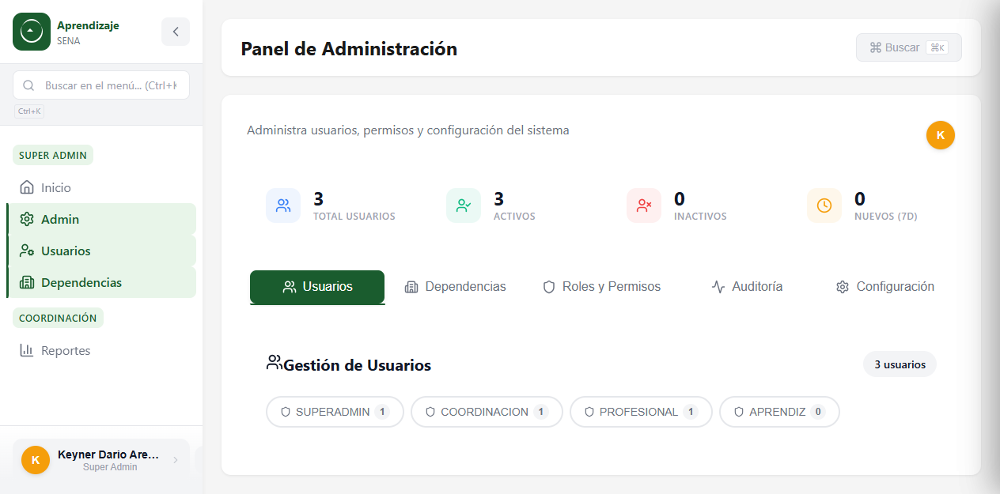 Aprendizaje
SENA
Buscar en el menú... (Ctrl+K
Ctrl+K
SUPER ADMIN
Inicio
Admin
Usuarios
Dependencias
COORDINACIÓN
Reportes
K
Keyner Dario Are...
Super Admin
Panel de Administración
⌘ Buscar ⌘K
Administra usuarios, permisos y configuración del sistema
K
3
TOTAL USUARIOS
3
ACTIVOS
0
INACTIVOS
0
NUEVOS (7D)
Usuarios
Dependencias
Roles y Permisos
Auditoría
Configuración
Gestión de Usuarios
3 usuarios
SUPERADMIN 1
COORDINACION 1
PROFESIONAL 1
APRENDIZ 0